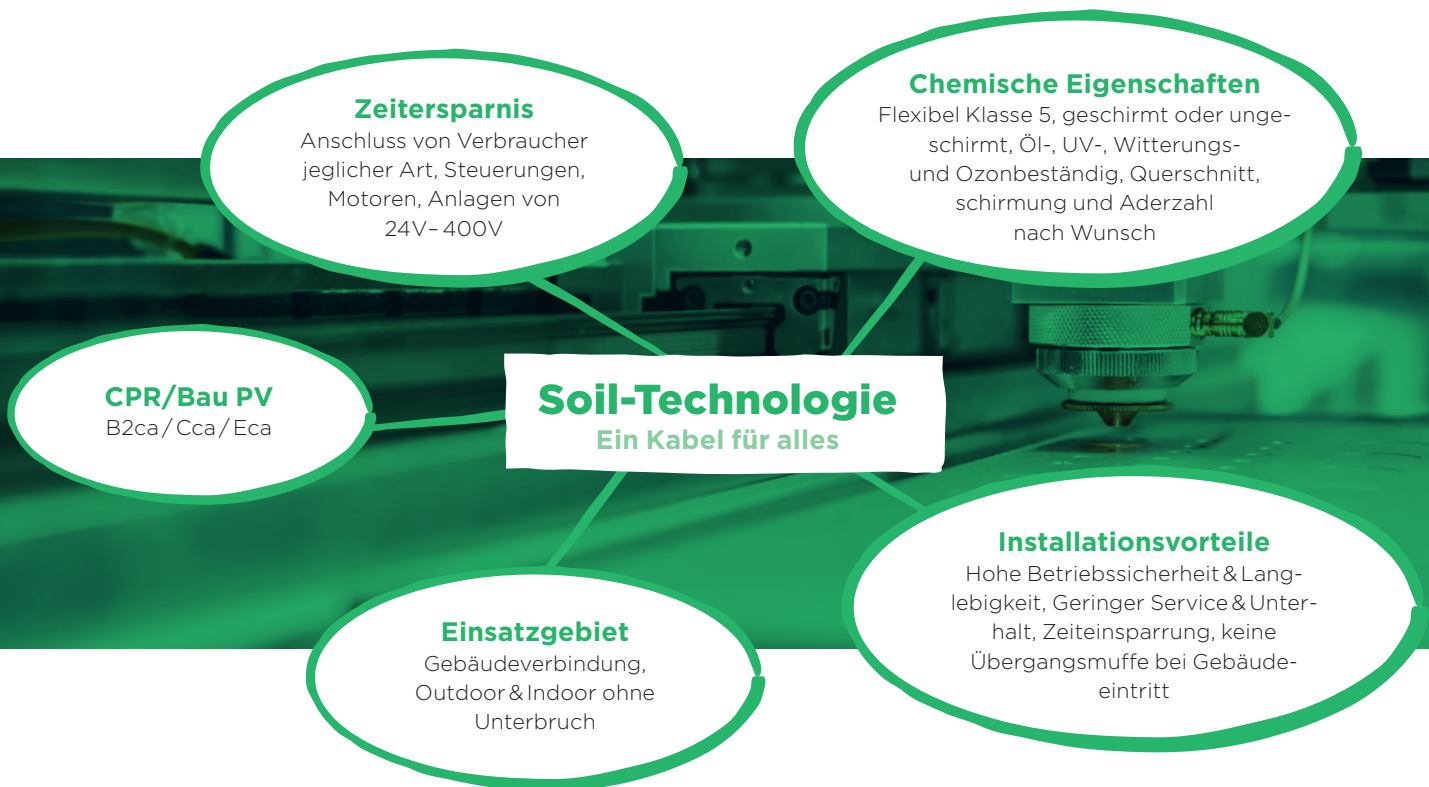 Zeitersparnis
Anschluss von Verbraucher
jeglicher Art, Steuerungen,
Motoren, Anlagen von
24V – 400V
Chemische Eigenschaften
Flexibel Klasse 5, geschirmt oder unge-
schirmt, Öl-, UV-, Witterungs-
und Ozonbeständig, Querschnitt,
schirmung und Aderzahl
nach Wunsch
CPR/Bau PV
B2ca / Cca / Eca
Soil-Technologie
Ein Kabel für alles
Einsatzgebiet
Gebäudeverbindung,
Outdoor & Indoor ohne
Unterbruch
Installationsvorteile
Hohe Betriebssicherheit & Lang-
lebigkeit, Geringer Service & Unter-
halt, Zeiteinsparrung, keine
Übergangsmuffe bei Gebäude-
eintritt